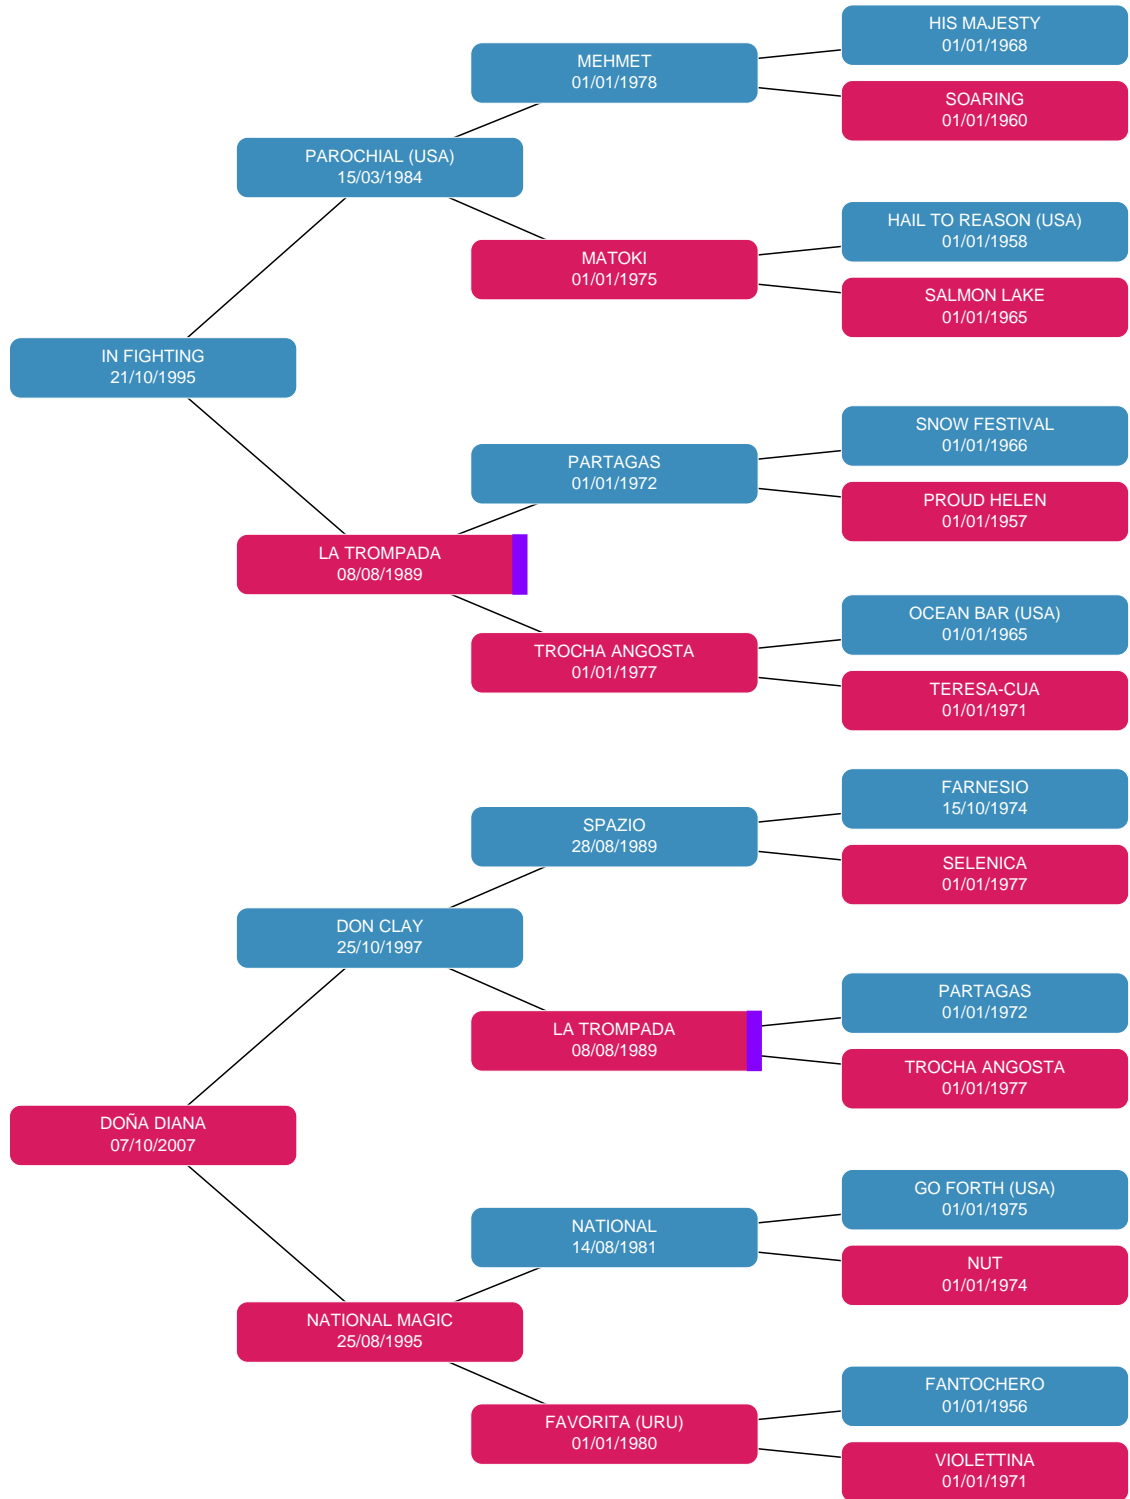 HIS MAJESTY
01/01/1968
MEHMET
01/01/1978
SOARING
01/01/1960
PAROCHIAL (USA)
15/03/1984
HAIL TO REASON (USA)
01/01/1958
MATOKI
01/01/1975
SALMON LAKE
01/01/1965
IN FIGHTING
21/10/1995
SNOW FESTIVAL
01/01/1966
PARTAGAS
01/01/1972
PROUD HELEN
01/01/1957
LA TROMPADA
08/08/1989
OCEAN BAR (USA)
01/01/1965
TROCHA ANGOSTA
01/01/1977
TERESA-CUA
01/01/1971
FARNESIO
15/10/1974
SPAZIO
28/08/1989
SELENICA
01/01/1977
DON CLAY
25/10/1997
PARTAGAS
01/01/1972
LA TROMPADA
08/08/1989
TROCHA ANGOSTA
01/01/1977
DOÑA DIANA
07/10/2007
GO FORTH (USA)
01/01/1975
NATIONAL
14/08/1981
NUT
01/01/1974
NATIONAL MAGIC
25/08/1995
FANTOCHERO
01/01/1956
FAVORITA (URU)
01/01/1980
VIOLETTINA
01/01/1971